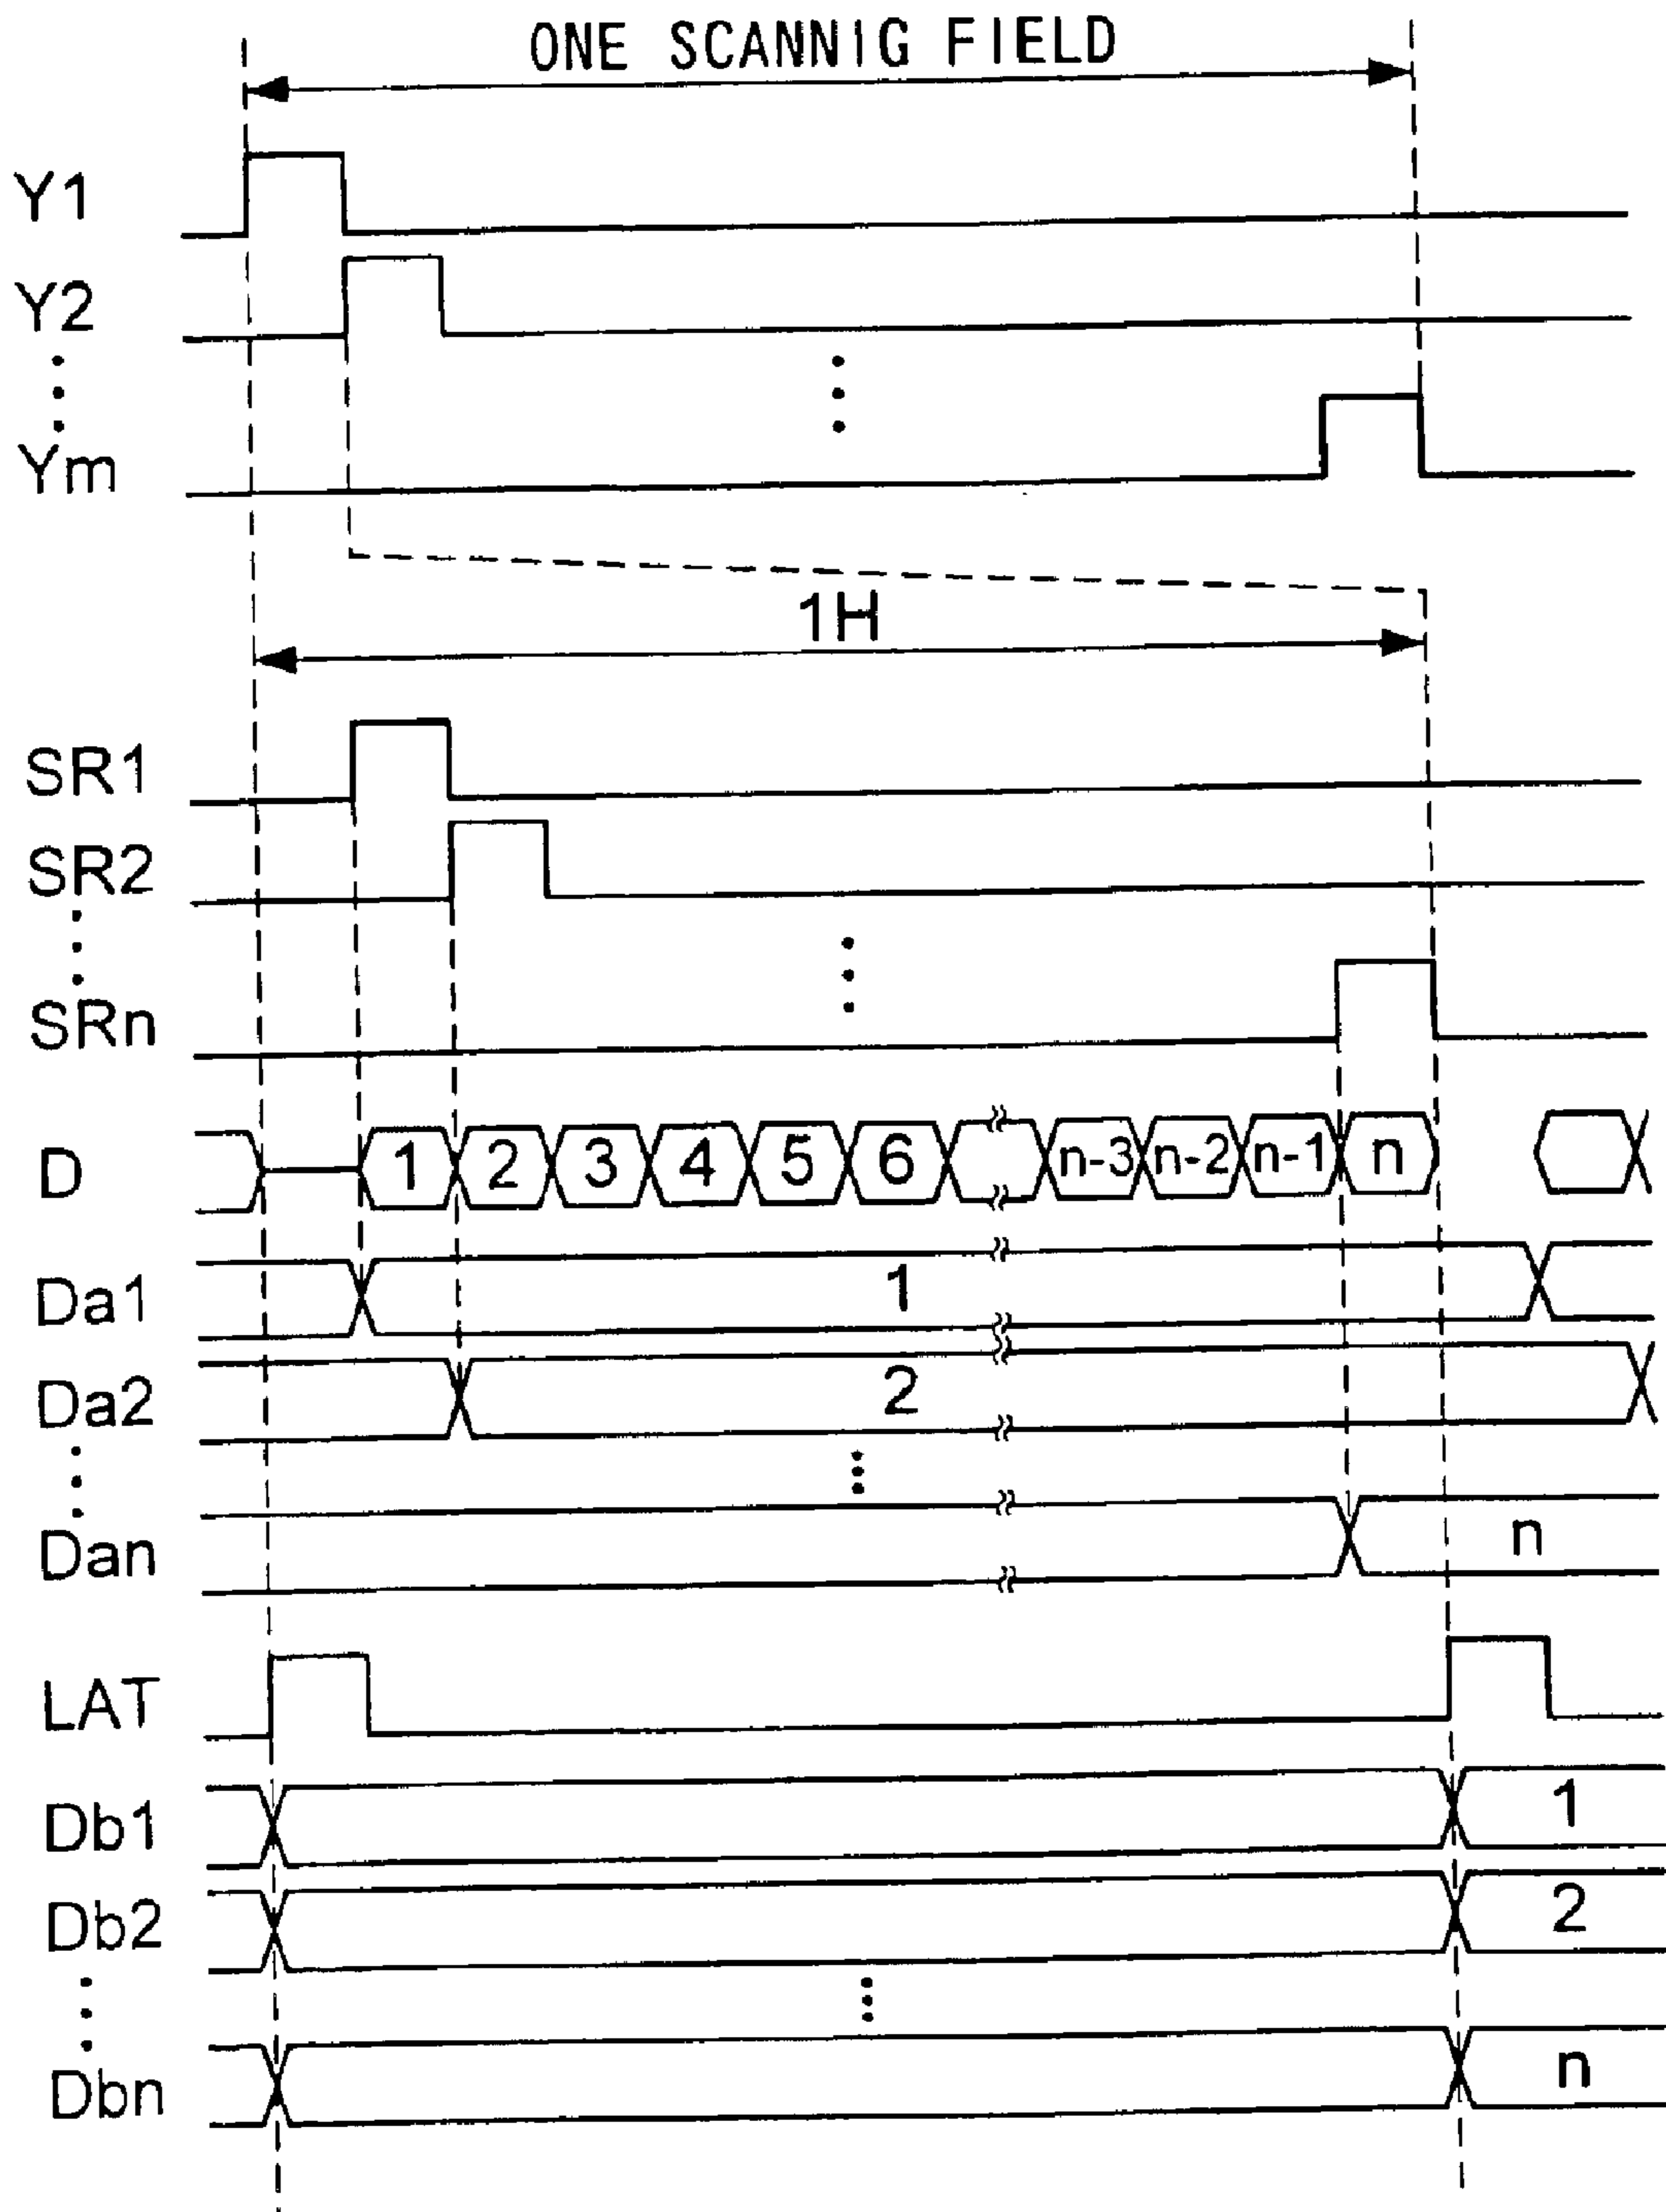 ONE SCANNIG FIELD
Y1
Y2
Ym
1H
SR1
SR2
SRn
D 1 2 3 4 5 6 n-3 n-2 n-1 n
Da1 1
Da2 2
Dan n
LAT
Db1 1
Db2 2
Dbn n